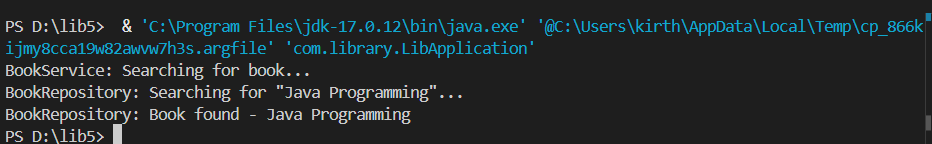 PS D:\lib5>  & 'C:\Program Files\jdk-17.0.12\bin\java.exe' '@C:\Users\kirth\AppData\Local\Temp\cp_866k
ijmy8cca19w82awvw7h3s.argfile' 'com.library.LibApplication'
BookService: Searching for book...
BookRepository: Searching for "Java Programming"...
BookRepository: Book found - Java Programming
PS D:\lib5>